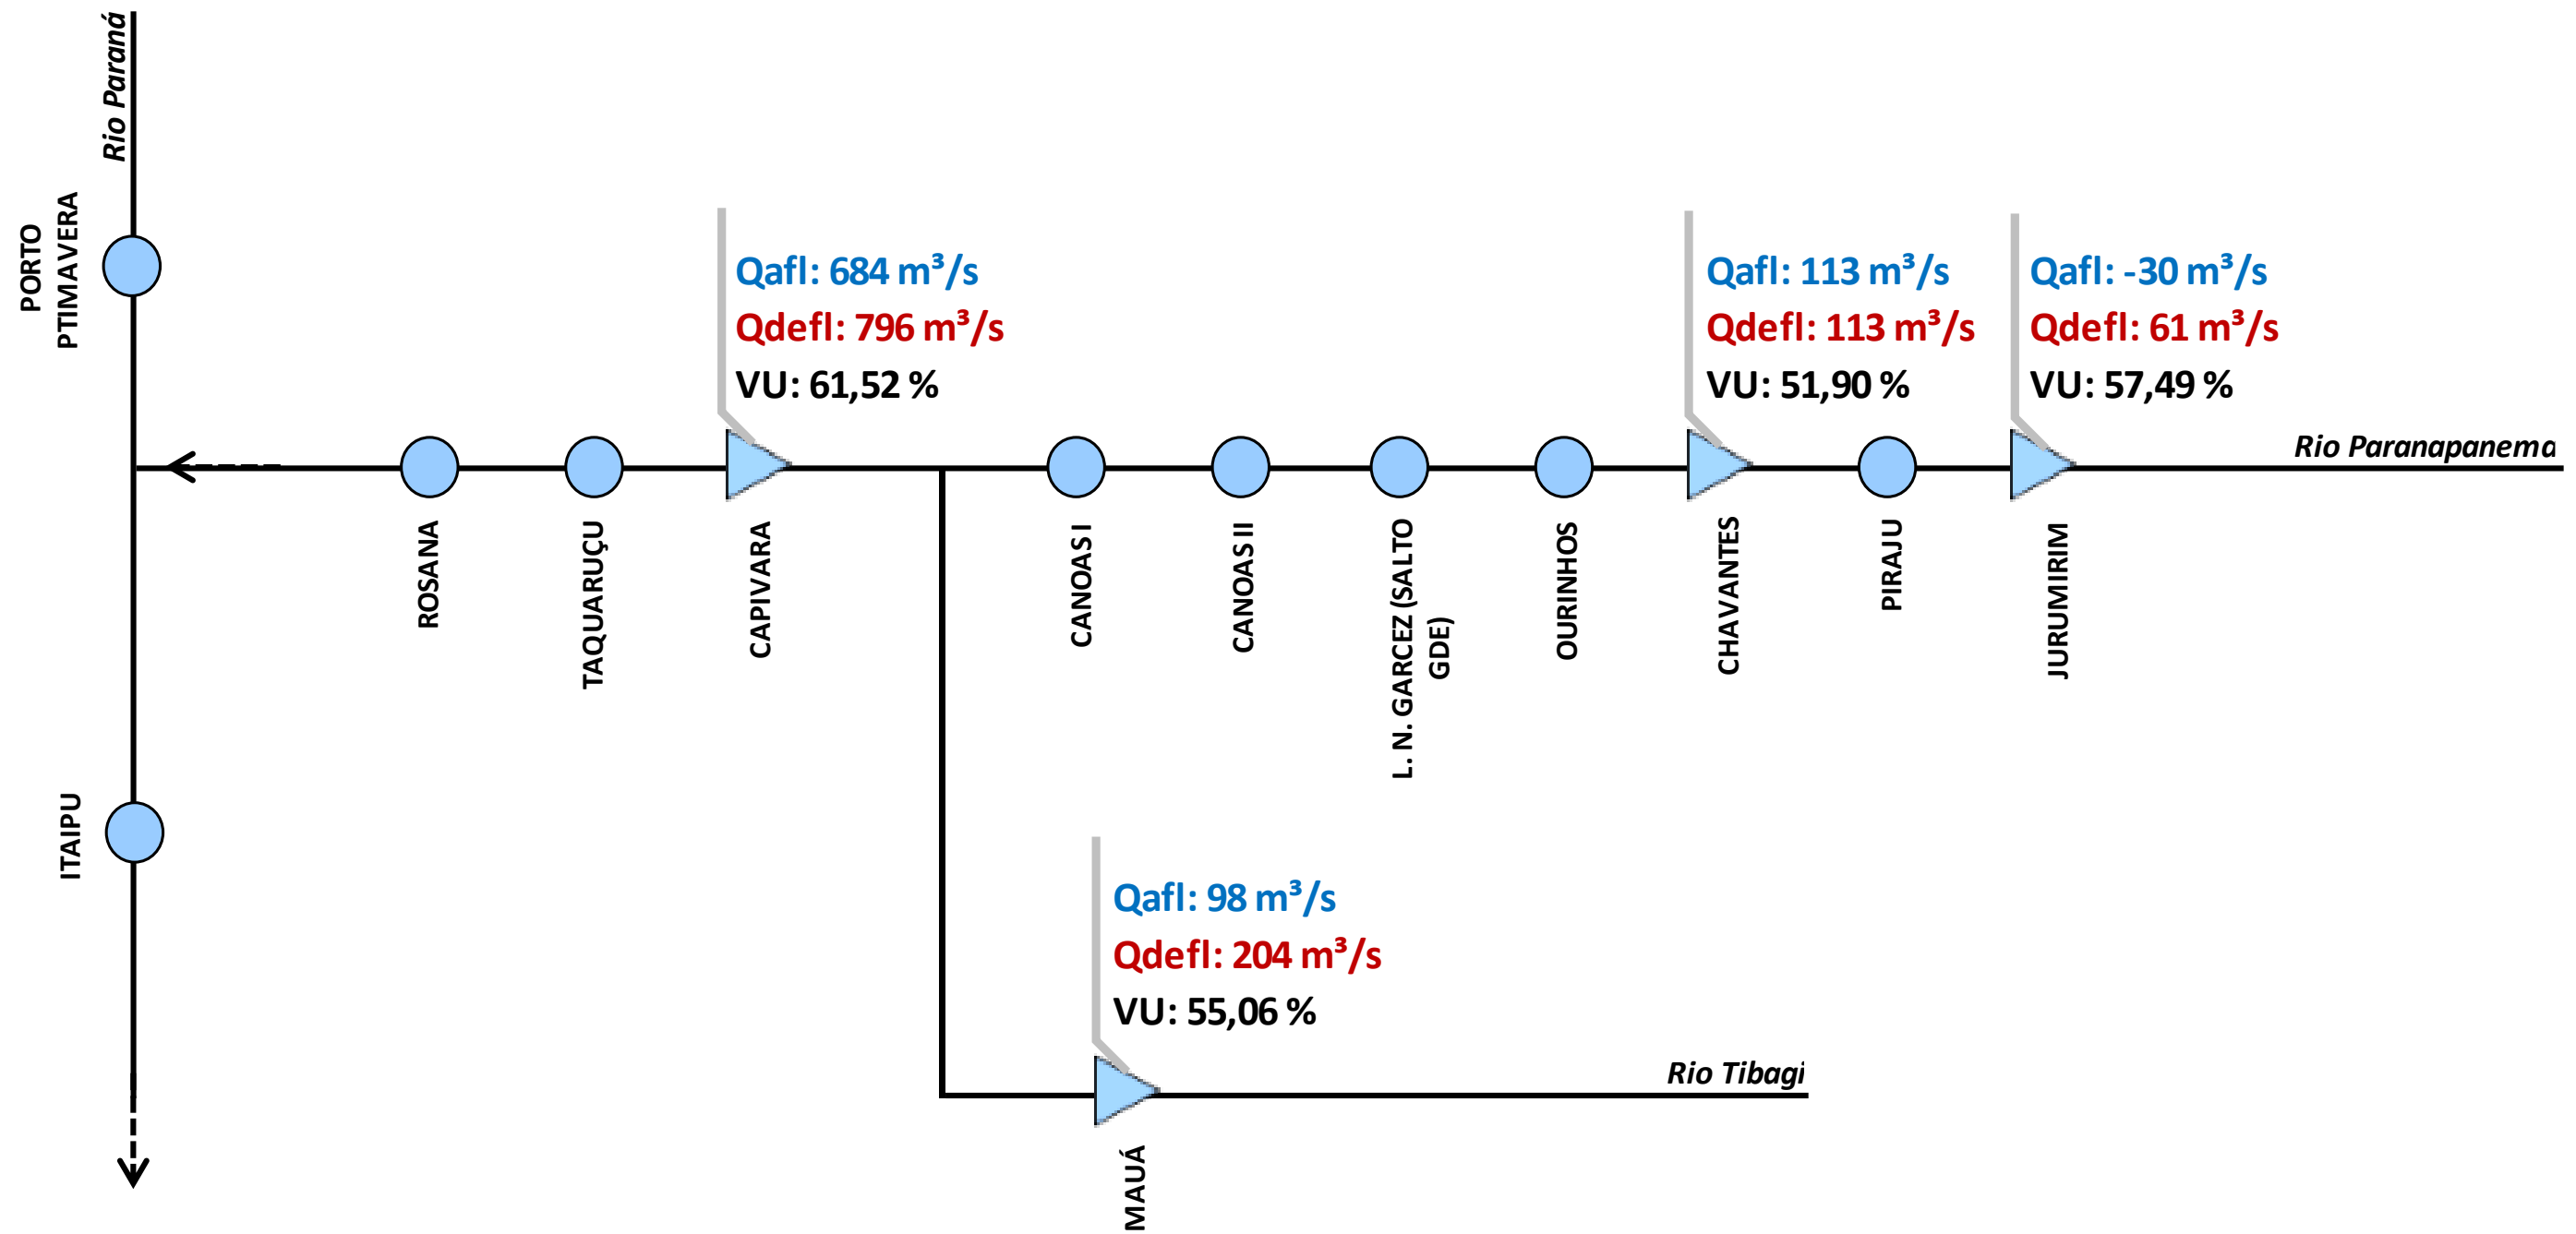 Rio Paraná
PORTO
PTIMAVERA
Qafl: 684 m³/s
Qdefl: 796 m³/s
VU: 61,52 %
Qafl: 113 m³/s
Qdefl: 113 m³/s
VU: 51,90 %
Qafl: -30 m³/s
Qdefl: 61 m³/s
VU: 57,49 %
Rio Paranapanema
ROSANA
TAQUARUÇU
CAPIVARA
CANOAS I
CANOAS II
L. N. GARCEZ (SALTO
GDE)
OURINHOS
CHAVANTES
PIRAJU
JURUMIRIM
ITAIPU
Qafl: 98 m³/s
Qdefl: 204 m³/s
VU: 55,06 %
Rio Tibagi
MAUÁ